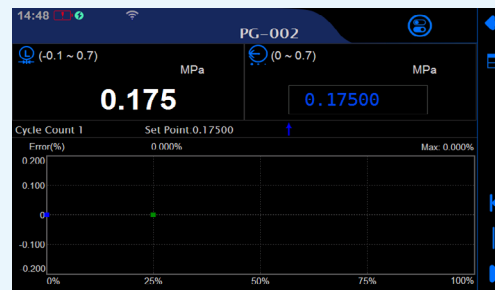 14:48
PG-002
(-0.1 ~ 0.7)
MPa
0.175
(0 ~ 0.7)
MPa
0.17500
Cycle Count 1 Set Point:0.17500
Error(%) 0.000% Max: 0.000%
0.200
0.100
0
-0.100
0.200
0% 25% 50% 75% 100%